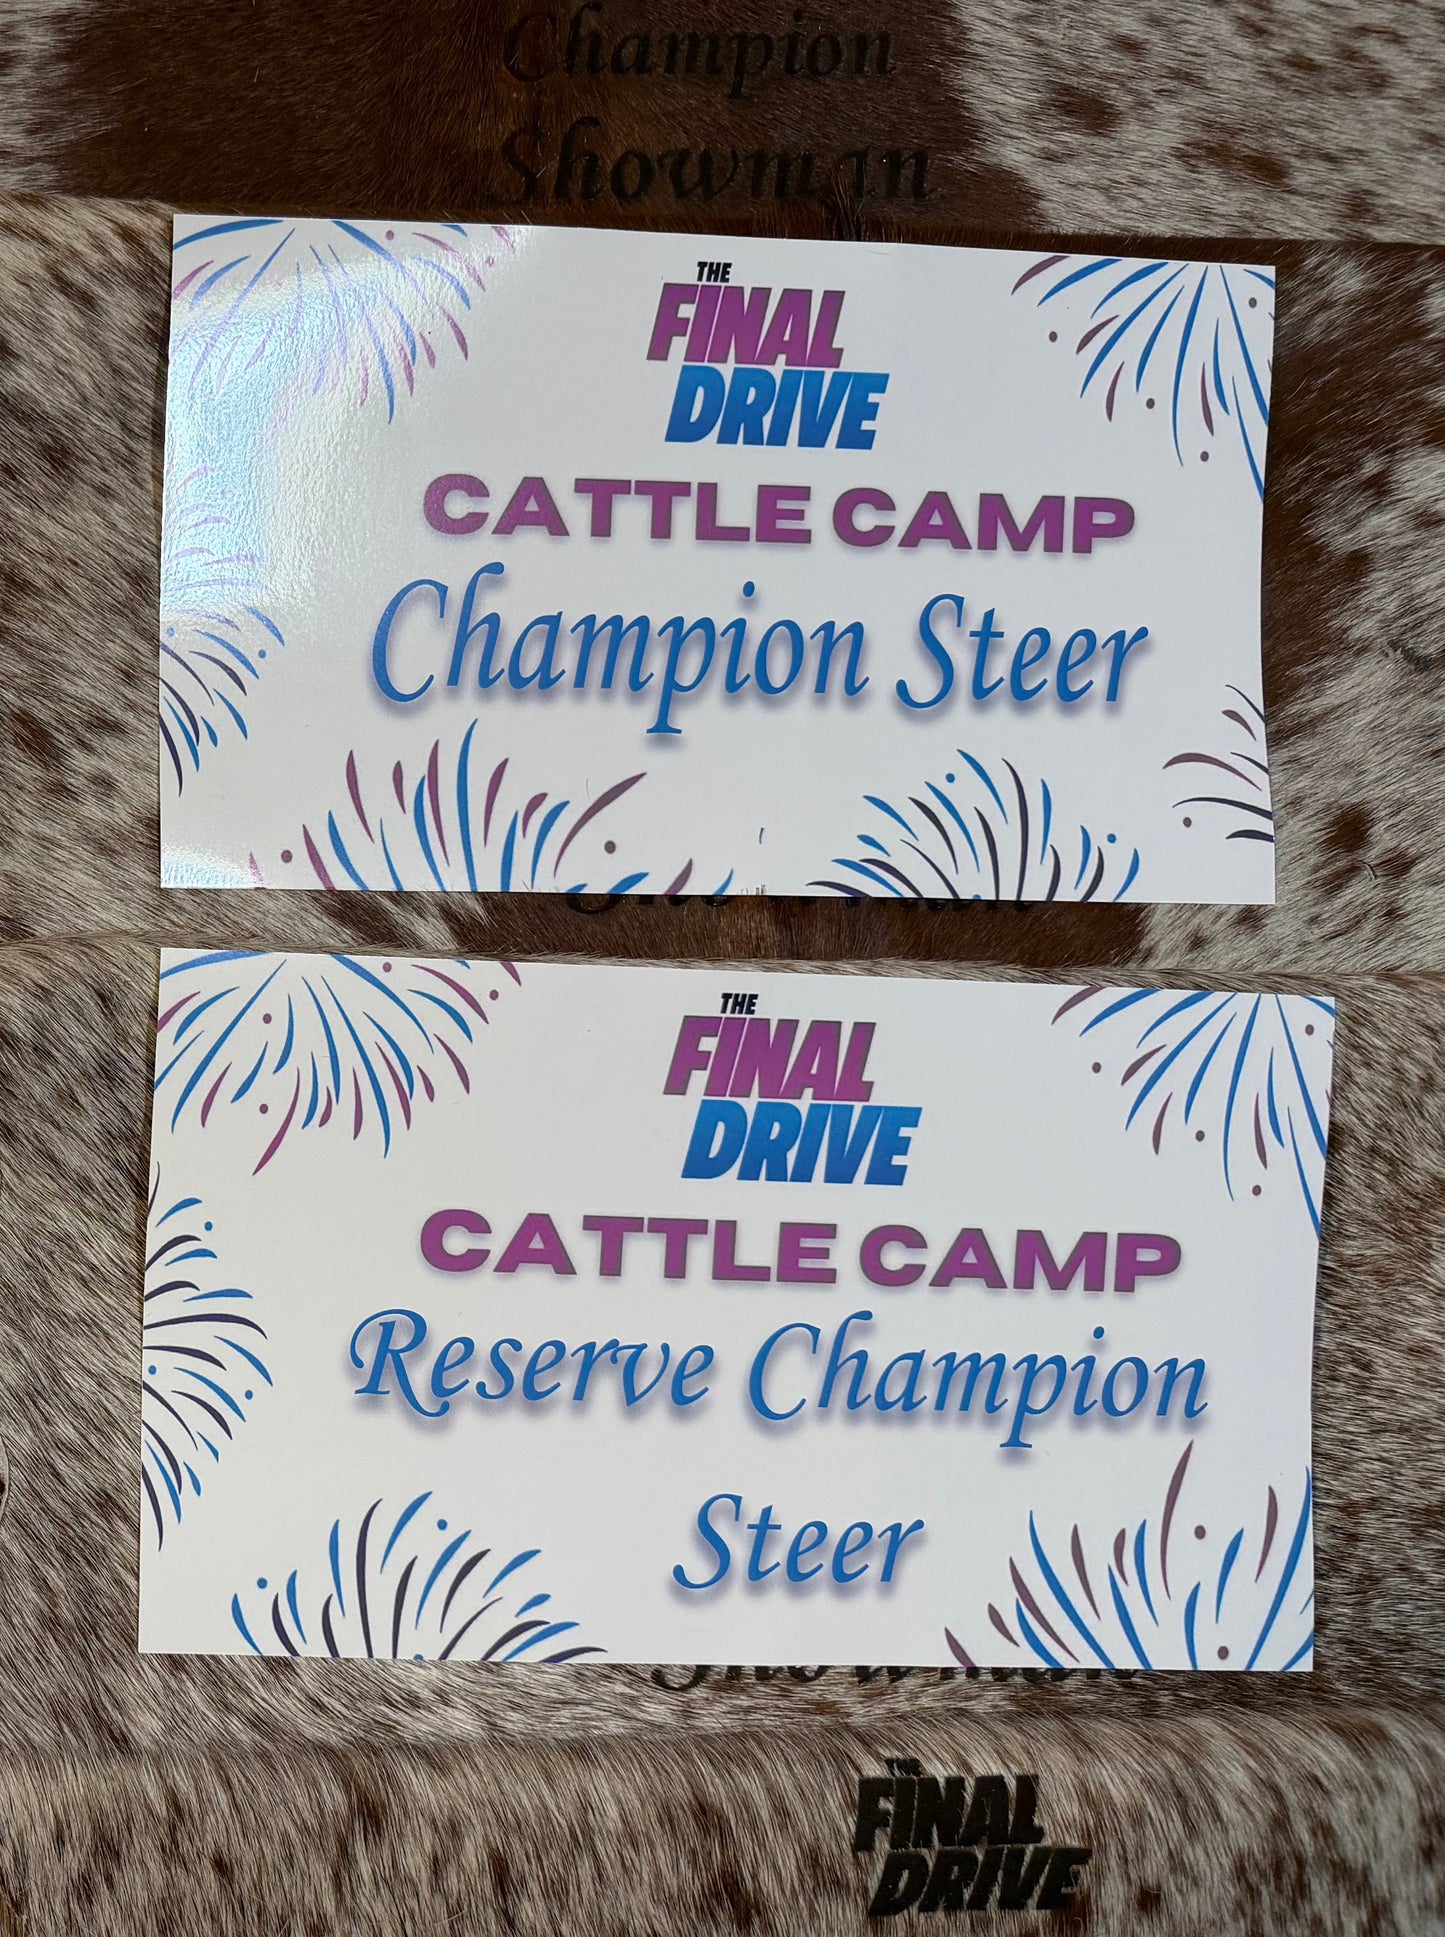 Champion
Showman
THE
FINAL
DRIVE
CATTLE CAMP
Champion Steer
THE
FINAL
DRIVE
CATTLE CAMP
Reserve Champion
Steer
Showman
THE
FINAL
DRIVE